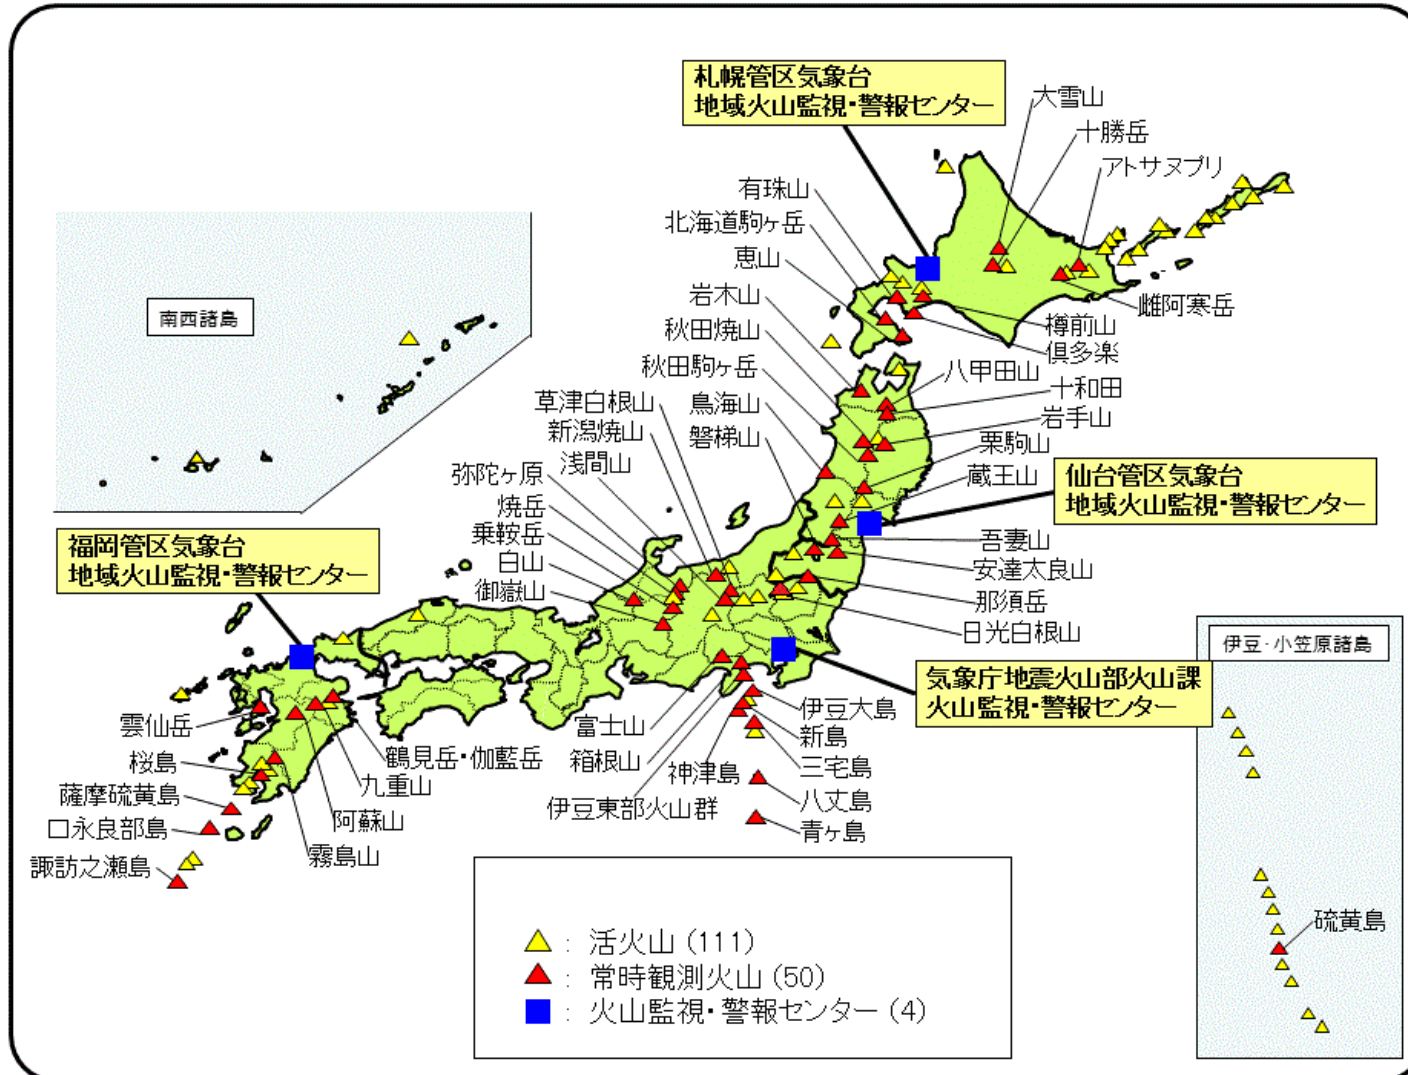 札幌管区気象台
地域火山監視・警報センター
大雪山
十勝岳
アトサヌプリ
有珠山
北海道駒ヶ岳
恵山
岩木山
秋田焼山
秋田駒ヶ岳
草津白根山
鳥海山
新潟焼山
磐梯山
浅間山
弥陀ヶ原
焼岳
乗鞍岳
白山
御嶽山
雌阿寒岳
樽前山
倶多楽
八甲田山
十和田
岩手山
栗駒山
蔵王山
仙台管区気象台
地域火山監視・警報センター
吾妻山
安達太良山
那須岳
日光白根山
南西諸島
福岡管区気象台
地域火山監視・警報センター
伊豆・小笠原諸島
気象庁地震火山部火山課
火山監視・警報センター
雲仙岳
桜島
薩摩硫黄島
口永良部島
諏訪之瀬島
鶴見岳・伽藍岳
九重山
阿蘇山
霧島山
富士山
箱根山
伊豆東部火山群
神津島
伊豆大島
新島
三宅島
八丈島
青ヶ島
硫黄島
： 活火山 (111)
： 常時観測火山 (50)
： 火山監視・警報センター (4)